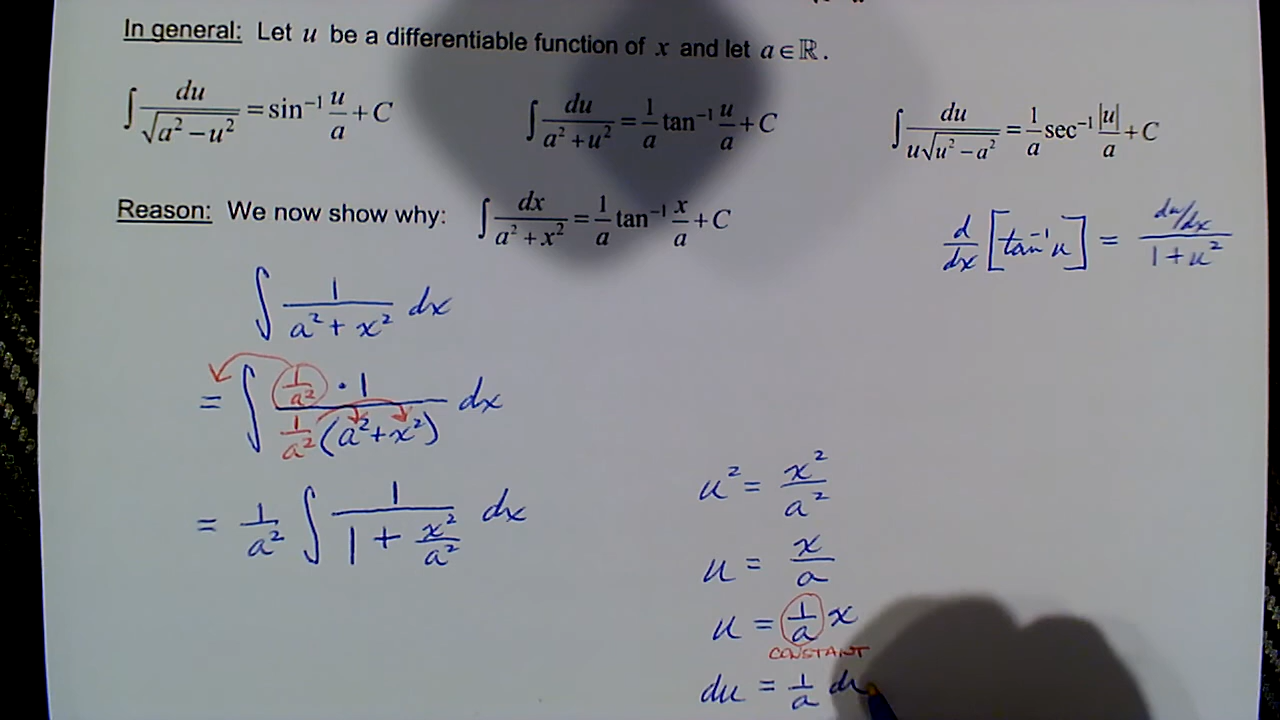 In general: Let u be a differentiable function of x and let a ∈ ℝ.
∫ du/√(a² − u²) = sin⁻¹ u/a + C
∫ du/(a² + u²) = 1/a tan⁻¹ u/a + C
∫ du/(u√(u² − a²)) = 1/a sec⁻¹ |u|/a + C
Reason: We now show why: ∫ dx/(a² + x²) = 1/a tan⁻¹ x/a + C
d/dx [tan⁻¹u] = (du/dx)/(1 + u²)
∫ 1/(a² + x²) dx
= ∫ (1/a² · 1)/(1/a² (a² + x²)) dx
= 1/a² ∫ 1/(1 + x²/a²) dx
u² = x²/a²
u = x/a
u = 1/a x
CONSTANT
du = 1/a